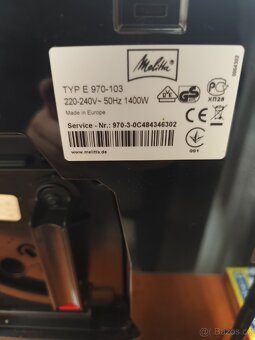 Melitta
TYP E 970-103
220-240V~ 50Hz 1400W
Made in Europe
Service - Nr.: 970-3-0C484346302
www.melitta.de
001